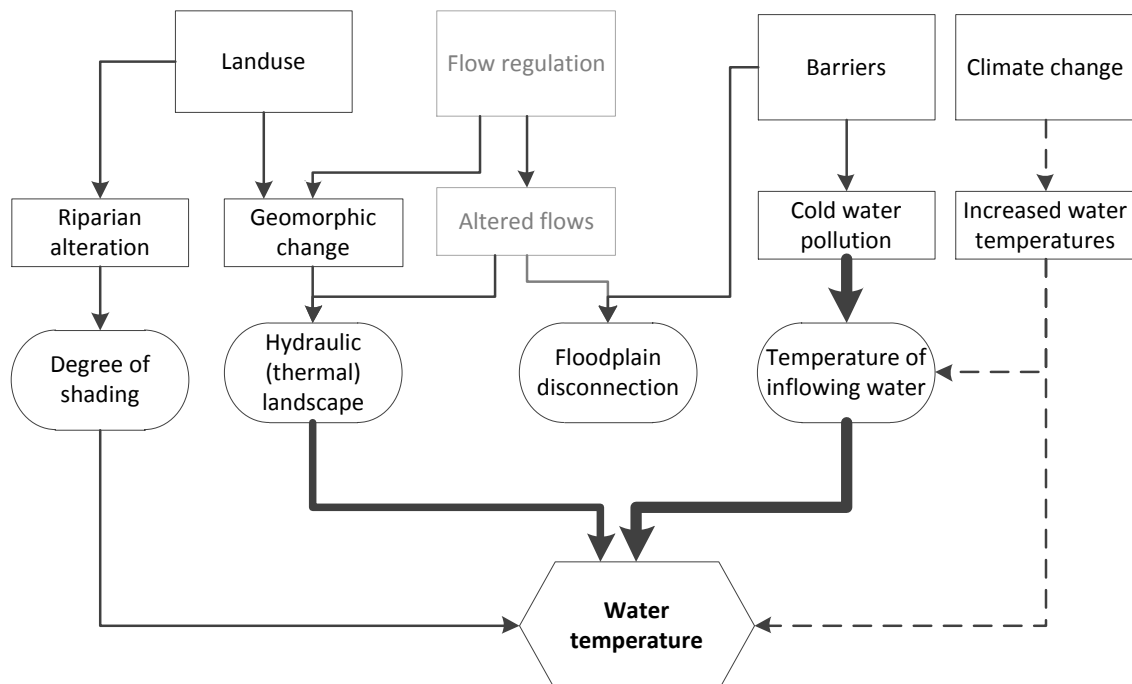 Landuse
Flow regulation
Barriers
Climate change
Riparian
alteration
Geomorphic
change
Altered flows
Cold water
pollution
Increased water
temperatures
Degree of
shading
Hydraulic
(thermal)
landscape
Floodplain
disconnection
Temperature of
inflowing water
Water
temperature